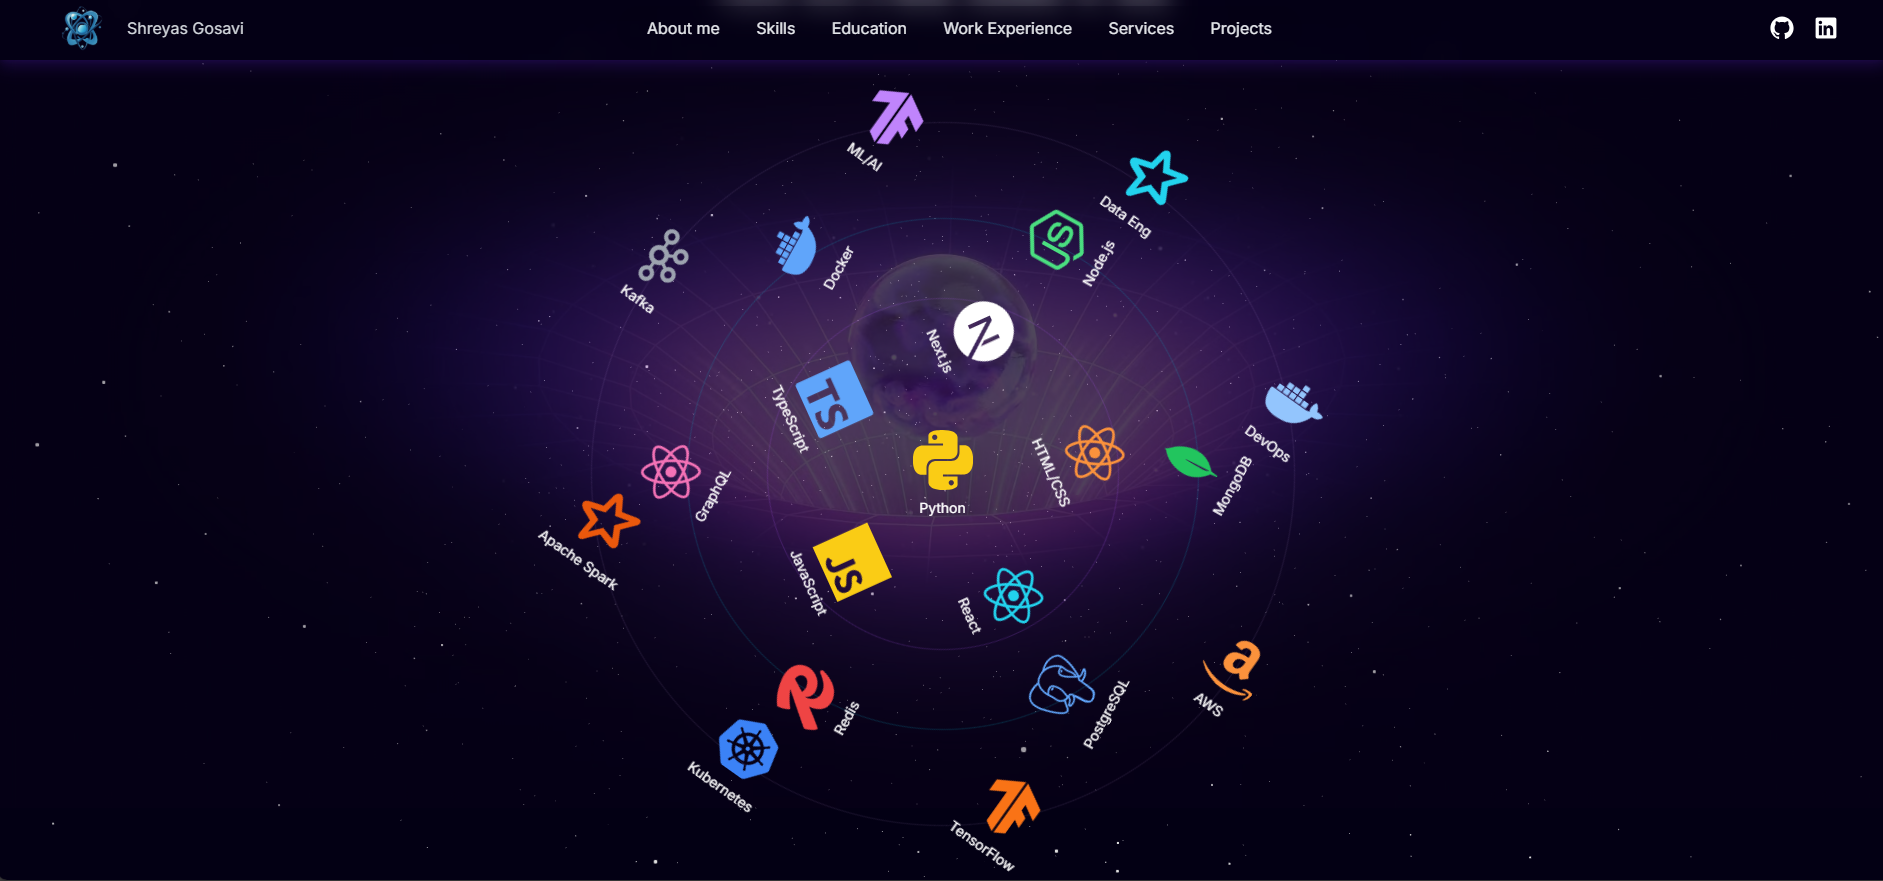 Shreyas Gosavi
About me
Skills
Education
Work Experience
Services
Projects
ML/AI
Data Eng
Node.js
Docker
Kafka
Next.js
TS
TypeScript
DevOps
HTML/CSS
MongoDB
GraphQL
Python
Apache Spark
JS
JavaScript
React
AWS
PostgreSQL
Redis
Kubernetes
TensorFlow